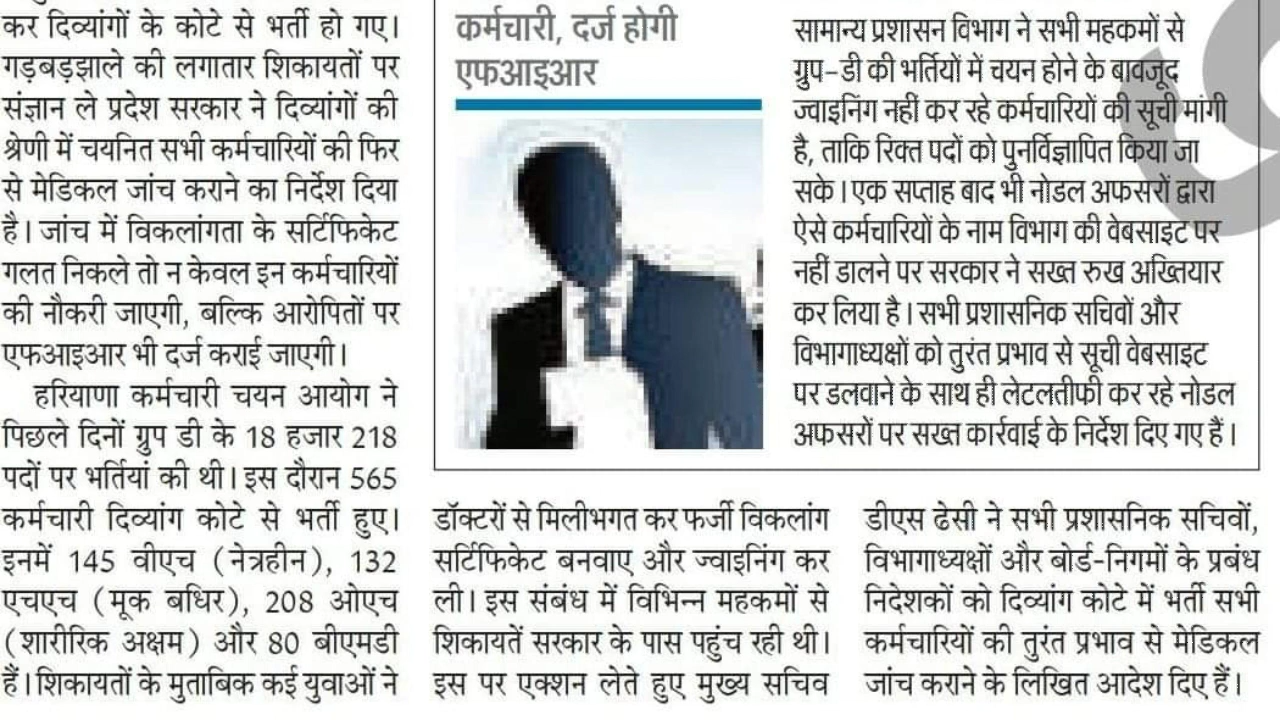 कर दिव्यांगों के कोटे से भर्ती हो गए।
गड़बड़झाले की लगातार शिकायतों पर
संज्ञान ले प्रदेश सरकार ने दिव्यांगों की
श्रेणी में चयनित सभी कर्मचारियों की फिर
से मेडिकल जांच कराने का निर्देश दिया
है। जांच में विकलांगता के सर्टिफिकेट
गलत निकले तो न केवल इन कर्मचारियों
की नौकरी जाएगी, बल्कि आरोपितों पर
एफआइआर भी दर्ज कराई जाएगी।
हरियाणा कर्मचारी चयन आयोग ने
पिछले दिनों ग्रुप डी के 18 हजार 218
पदों पर भर्तियां की थी। इस दौरान 565
कर्मचारी दिव्यांग कोटे से भर्ती हुए।
इनमें 145 वीएच (नेत्रहीन), 132
एचएच (मूक बधिर), 208 ओएच
(शारीरिक अक्षम) और 80 बीएमडी
हैं। शिकायतों के मुताबिक कई युवाओं ने
कर्मचारी, दर्ज होगी
एफआइआर
सामान्य प्रशासन विभाग ने सभी महकमों से
ग्रुप-डी की भर्तियों में चयन होने के बावजूद
ज्वाइनिंग नहीं कर रहे कर्मचारियों की सूची मांगी
है, ताकि रिक्त पदों को पुनर्विज्ञापित किया जा
सके। एक सप्ताह बाद भी नोडल अफसरों द्वारा
ऐसे कर्मचारियों के नाम विभाग की वेबसाइट पर
नहीं डालने पर सरकार ने सख्त रुख अख्तियार
कर लिया है। सभी प्रशासनिक सचिवों और
विभागाध्यक्षों को तुरंत प्रभाव से सूची वेबसाइट
पर डलवाने के साथ ही लेटलतीफी कर रहे नोडल
अफसरों पर सख्त कार्रवाई के निर्देश दिए गए हैं।
डॉक्टरों से मिलीभगत कर फर्जी विकलांग
सर्टिफिकेट बनवाए और ज्वाइनिंग कर
ली। इस संबंध में विभिन्न महकमों से
शिकायतें सरकार के पास पहुंच रही थी।
इस पर एक्शन लेते हुए मुख्य सचिव
डीएस ढेसी ने सभी प्रशासनिक सचिवों,
विभागाध्यक्षों और बोर्ड-निगमों के प्रबंध
निदेशकों को दिव्यांग कोटे में भर्ती सभी
कर्मचारियों की तुरंत प्रभाव से मेडिकल
जांच कराने के लिखित आदेश दिए हैं।